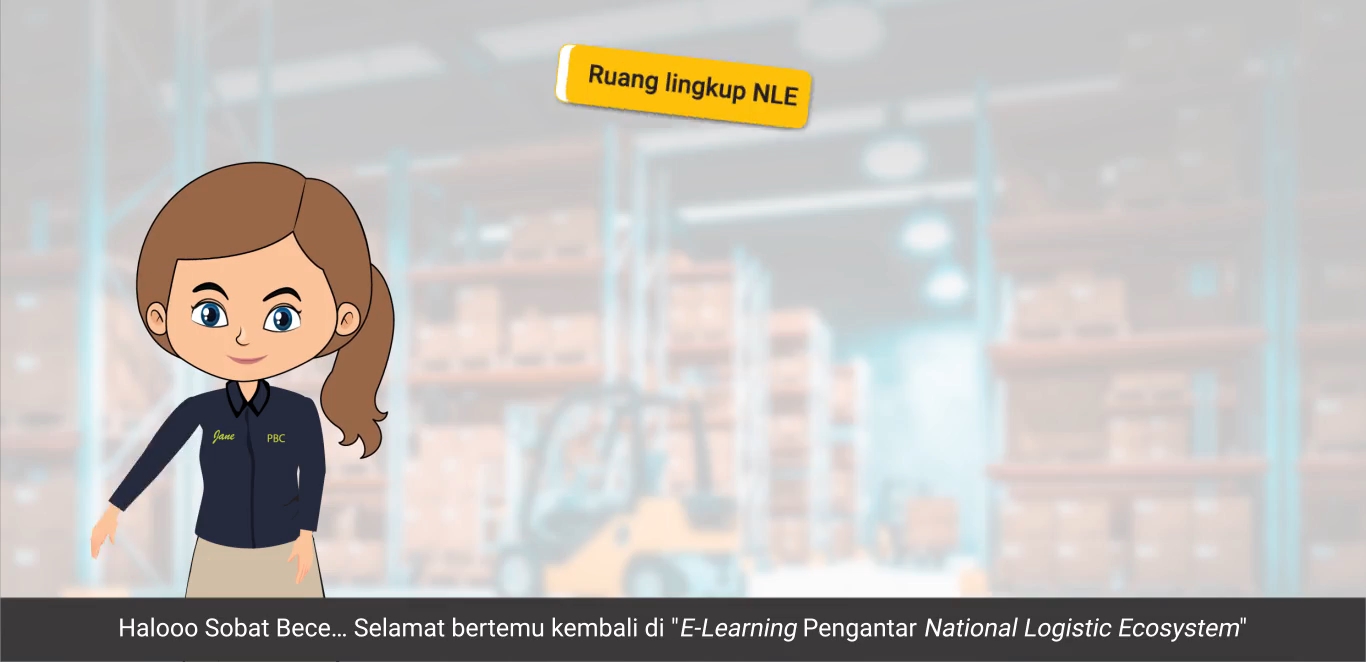 Ruang lingkup NLE
Jane PBC
Halooo Sobat Bece... Selamat bertemu kembali di "E-Learning Pengantar National Logistic Ecosystem"